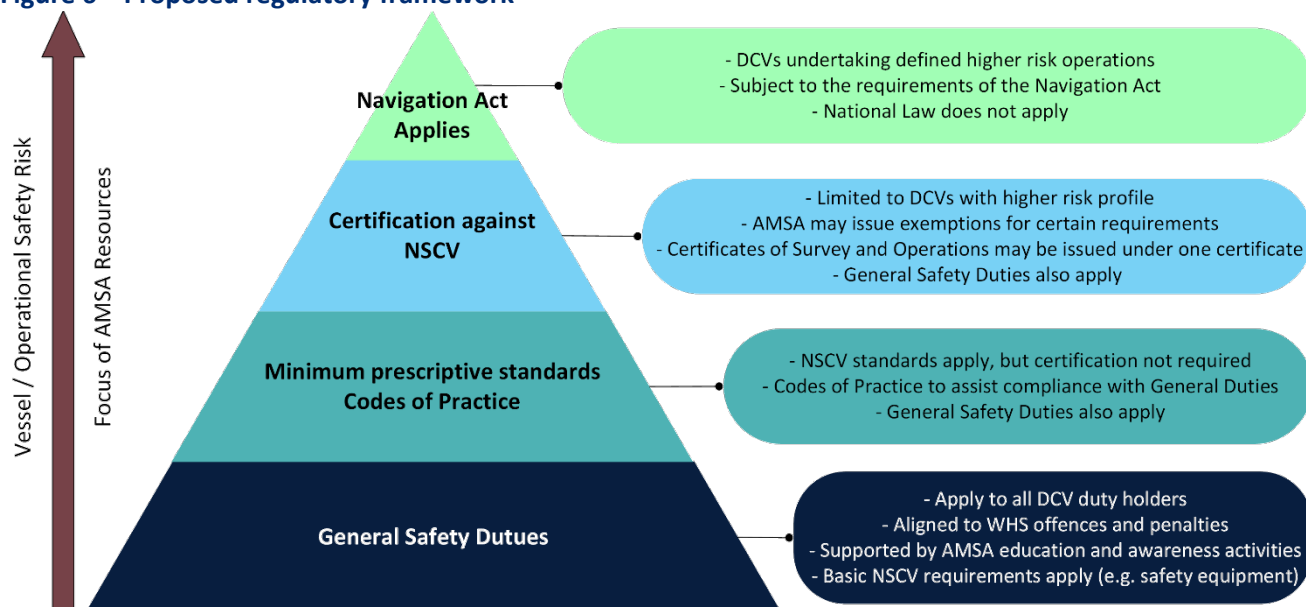 Figure 6 – Proposed regulatory framework
Vessel / Operational Safety Risk
Focus of AMSA Resources
Navigation Act
Applies
- DCVs undertaking defined higher risk operations
- Subject to the requirements of the Navigation Act
- National Law does not apply
Certification against
NSCV
- Limited to DCVs with higher risk profile
- AMSA may issue exemptions for certain requirements
- Certificates of Survey and Operations may be issued under one certificate
- General Safety Duties also apply
Minimum prescriptive standards
Codes of Practice
- NSCV standards apply, but certification not required
- Codes of Practice to assist compliance with General Duties
- General Safety Duties also apply
General Safety Dutues
- Apply to all DCV duty holders
- Aligned to WHS offences and penalties
- Supported by AMSA education and awareness activities
- Basic NSCV requirements apply (e.g. safety equipment)